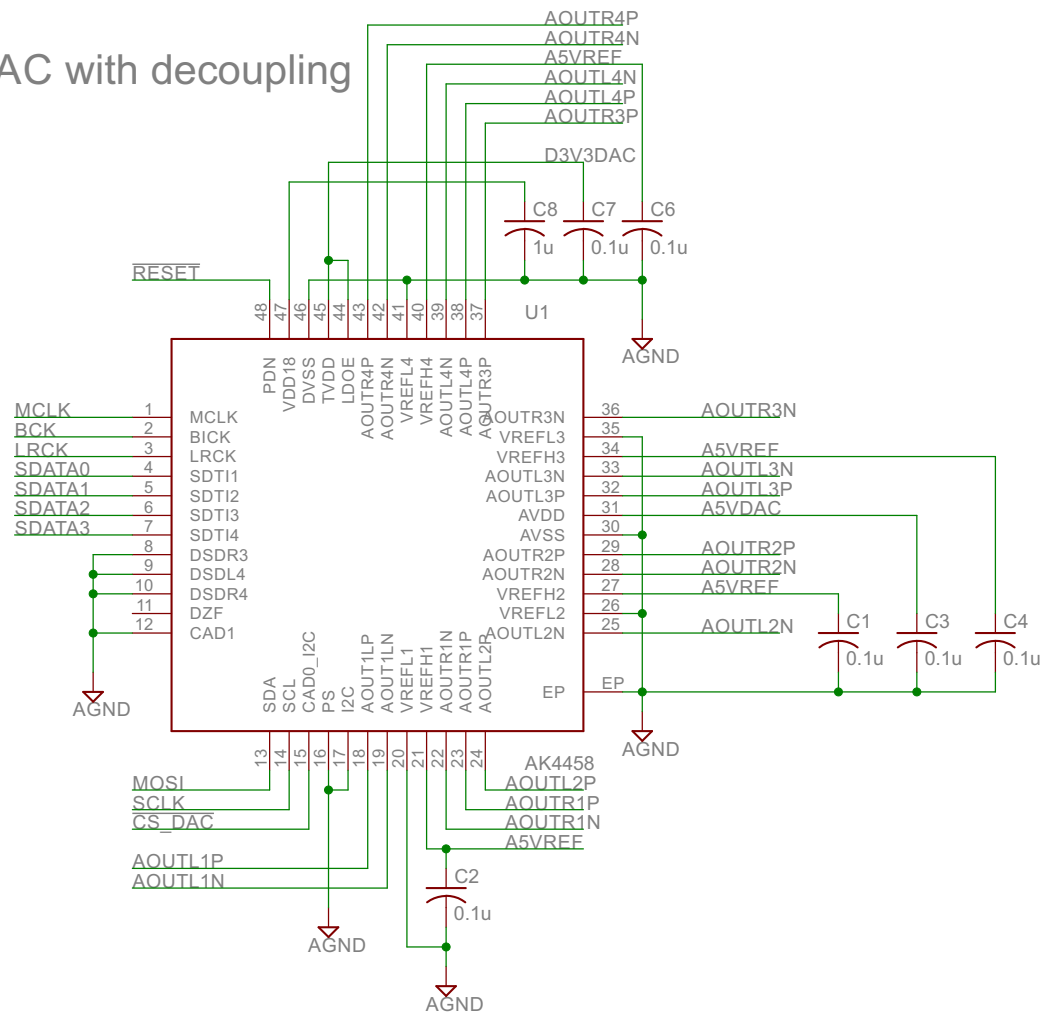 AC with decoupling
AOUTR4P
AOUTR4N
A5VREF
AOUTL4N
AOUTL4P
AOUTR3P
D3V3DAC
C8
C7
C6
1u
0.1u
0.1u
RESET
U1
48
47
46
45
44
43
42
41
40
39
38
37
AGND
PDN
VDD18
DVSS
TVDD
LDOE
AOUTR4P
AOUTR4N
VREFL4
VREFH4
AOUTL4N
AOUTL4P
AOUTR3P
MCLK 1 MCLK
BCK 2 BICK
LRCK 3 LRCK
SDATA0 4 SDTI1
SDATA1 5 SDTI2
SDATA2 6 SDTI3
SDATA3 7 SDTI4
8 DSDR3
9 DSDL4
10 DSDR4
11 DZF
12 CAD1
AOUTR3N 36 AOUTR3N
VREFL3 35
VREFH3 34 A5VREF
AOUTL3N 33 AOUTL3N
AOUTL3P 32 AOUTL3P
AVDD 31 A5VDAC
AVSS 30
AOUTR2P 29 AOUTR2P
AOUTR2N 28 AOUTR2N
VREFH2 27 A5VREF
VREFL2 26
AOUTL2N 25 AOUTL2N
C1
C3
C4
0.1u
0.1u
0.1u
EP EP
AGND
AGND
SDA
SCL
CAD0_I2C
PS
I2C
AOUT1LP
AOUT1LN
VREFL1
VREFH1
AOUTR1N
AOUTR1P
AOUTL2P
13
14
15
16
17
18
19
20
21
22
23
24
AK4458
MOSI
SCLK
CS_DAC
AOUTL1P
AOUTL1N
AOUTL2P
AOUTR1P
AOUTR1N
A5VREF
C2
0.1u
AGND
AGND